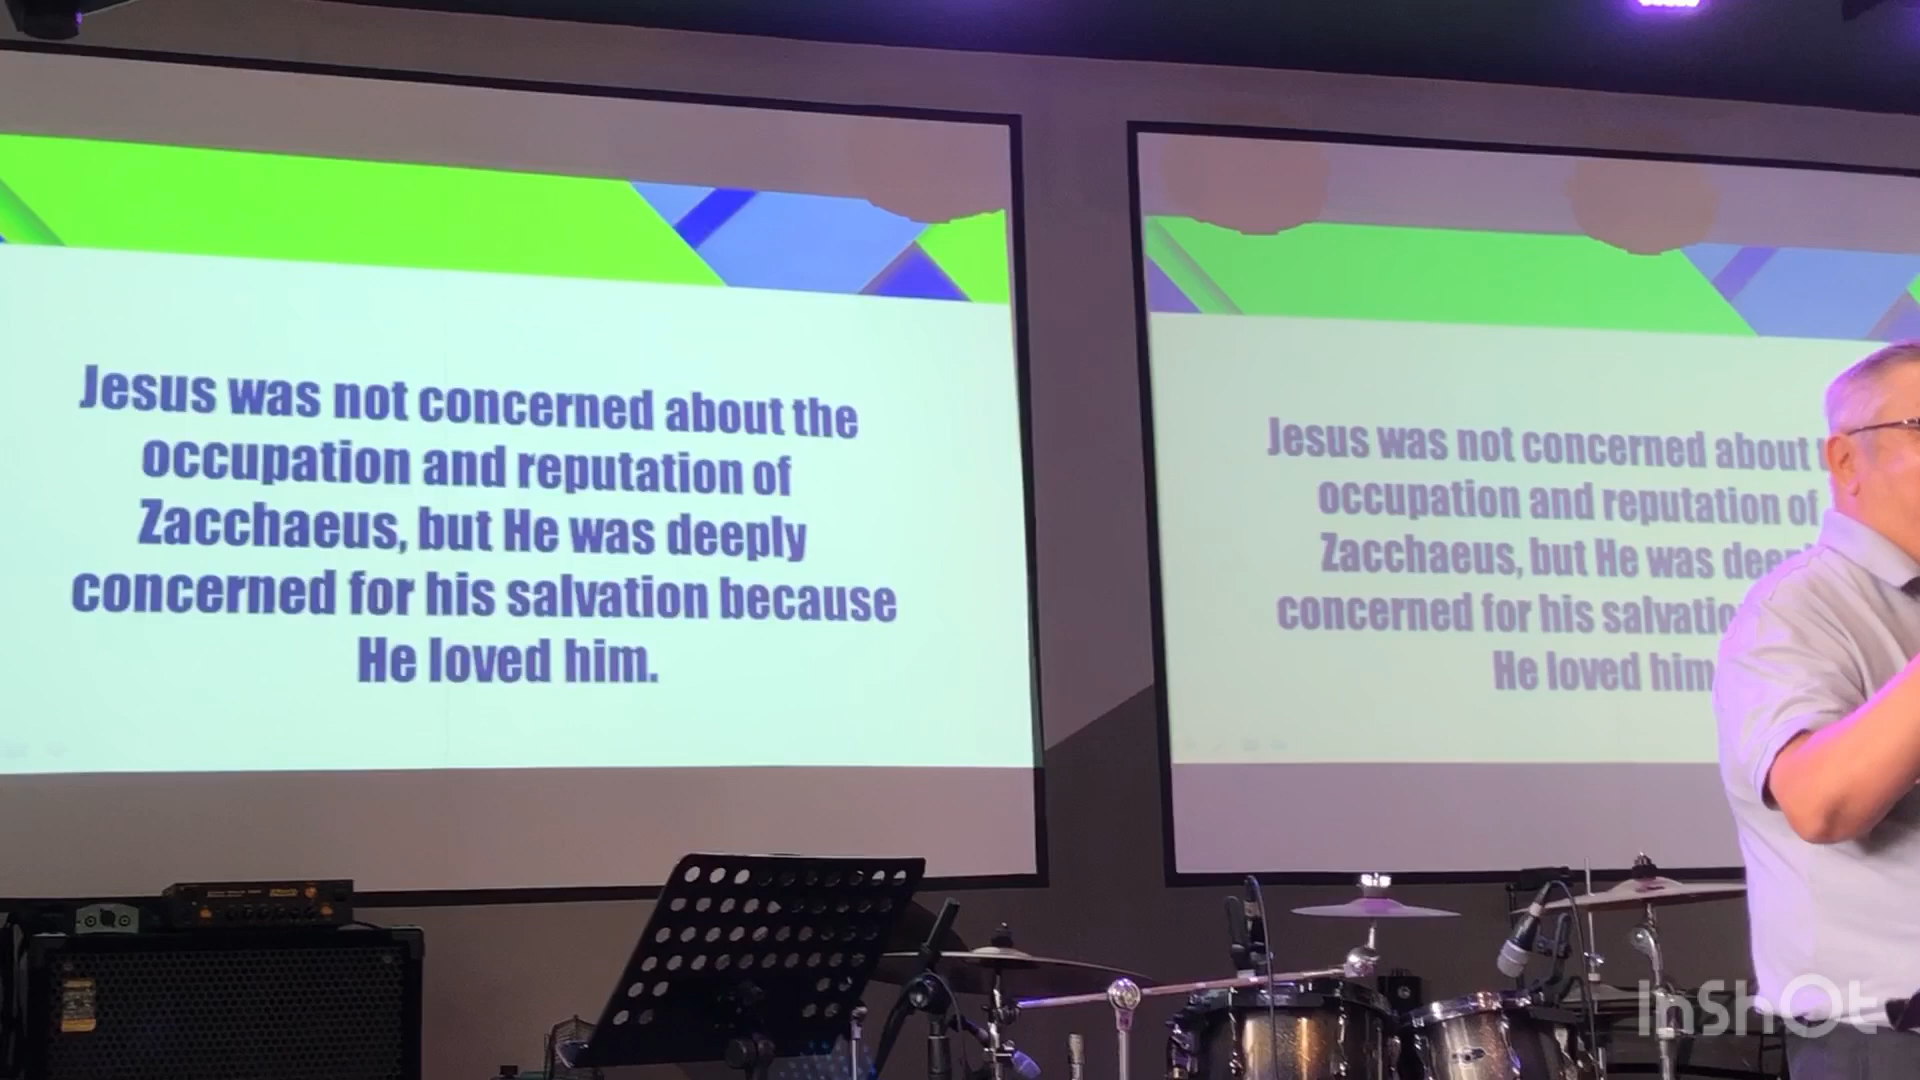 Jesus was not concerned about the
occupation and reputation of
Zacchaeus, but He was deeply
concerned for his salvation because
He loved him.
Jesus was not concerned about
occupation and reputation of
Zacchaeus, but He was
concerned for his
He loved him
InShOt